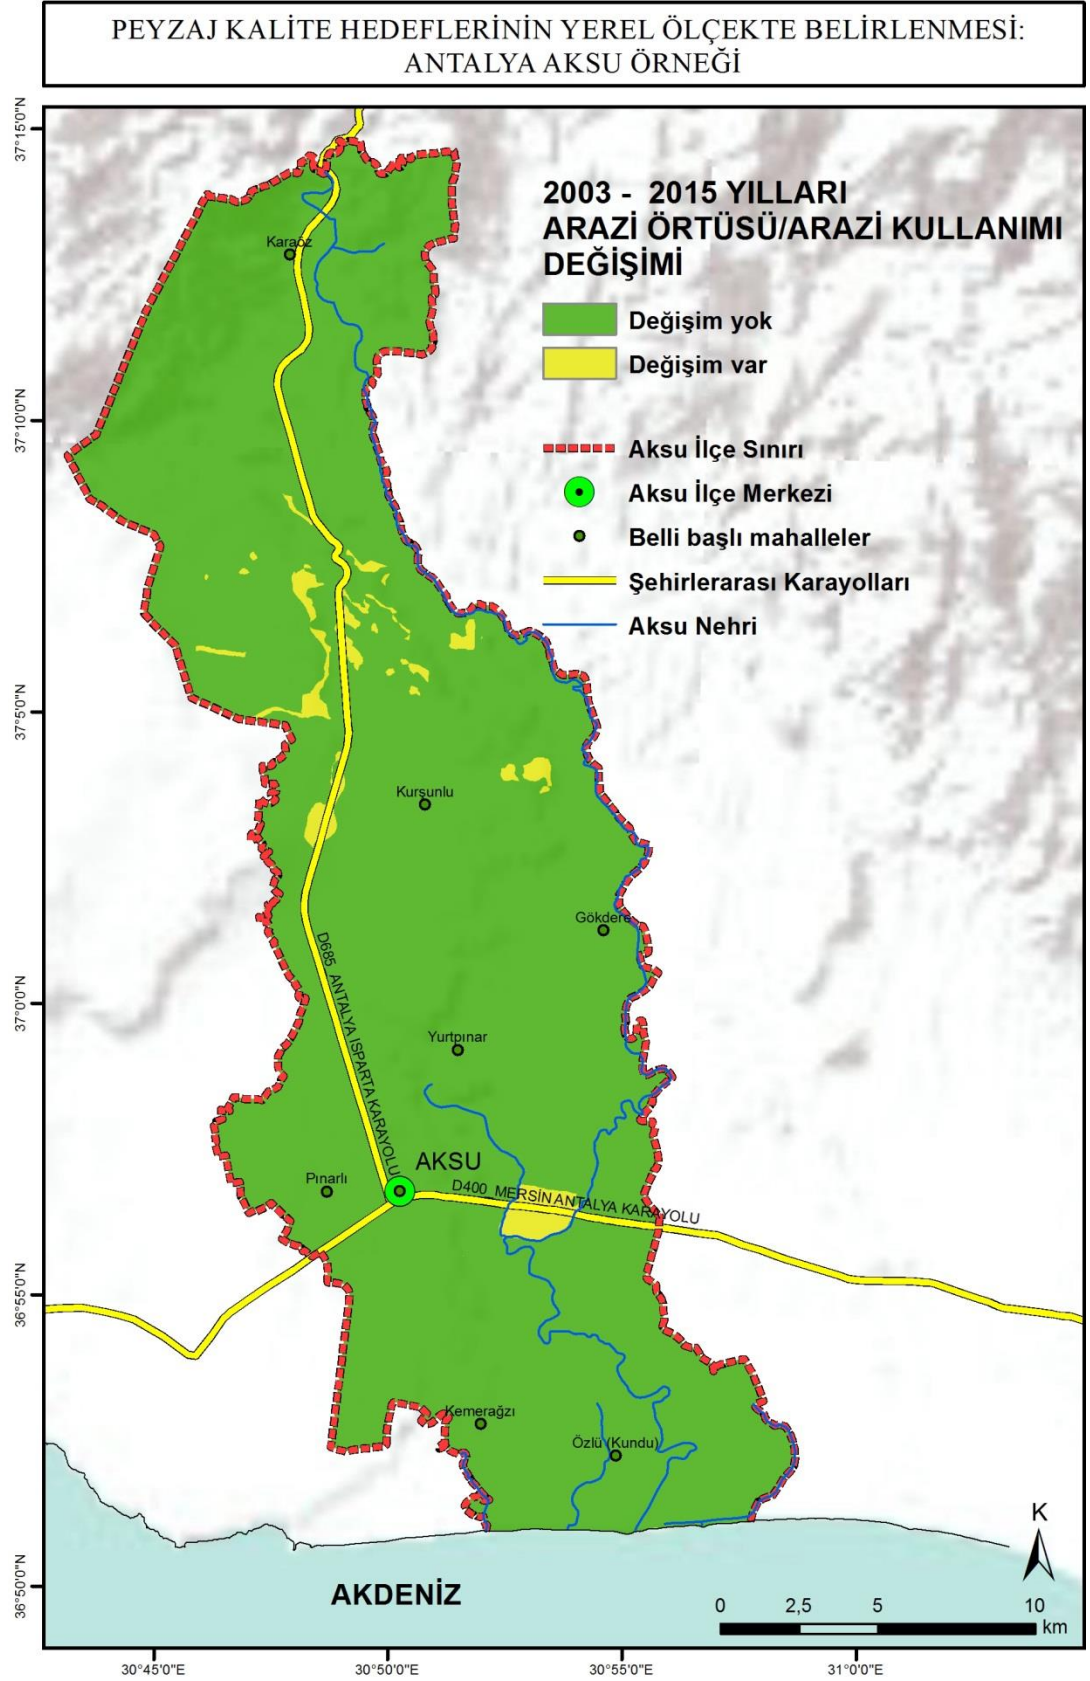 PEYZAJ KALİTE HEDEFLERİNİN YEREL ÖLÇEKTE BELİRLENMESİ:
ANTALYA AKSU ÖRNEĞİ
37°15'0"N
37°10'0"N
37°5'0"N
37°0'0"N
36°55'0"N
36°50'0"N
2003 - 2015 YILLARI
ARAZİ ÖRTÜSÜ/ARAZİ KULLANIMI
DEĞİŞİMİ
Değişim yok
Değişim var
Aksu İlçe Sınırı
Aksu İlçe Merkezi
Belli başlı mahalleler
Şehirlerarası Karayolları
Aksu Nehri
Karaöz
Kurşunlu
Gökdere
D685 ANTALYA ISPARTA KARAYOLU
Yurtpınar
Pınarlı
AKSU
D400 MERSİN ANTALYA KARAYOLU
Kemerağzı
Özlü (Kundu)
AKDENİZ
K
0 2,5 5 10
km
30°45'0"E 30°50'0"E 30°55'0"E 31°0'0"E